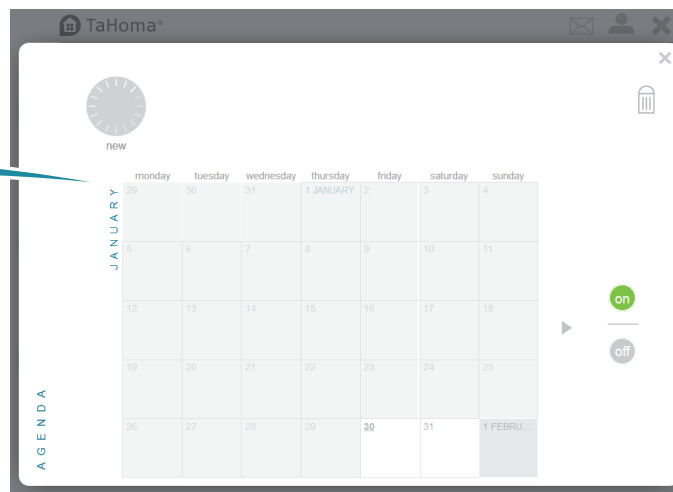 TaHoma®
new
monday tuesday wednesday thursday friday saturday sunday
JANUARY
29 30 31 1 JANUARY 2 3 4
5 6 7 8 9 10 11
12 13 14 15 16 17 18
19 20 21 22 23 24 25
26 27 28 29 30 31 1 FEBRU...
on
off
AGENDA